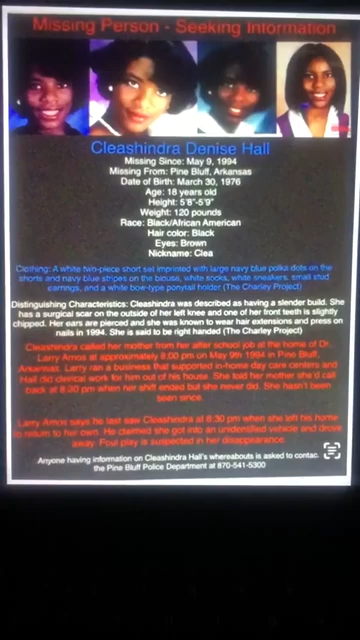 Missing Person - Seeking Information
Cleashindra Denise Hall
Missing Since: May 9, 1994
Missing From: Pine Bluff, Arkansas
Date of Birth: March 30, 1976
Age: 18 years old
Height: 5'8"-5'9"
Weight: 120 pounds
Race: Black/African American
Hair color: Black
Eyes: Brown
Nickname: Clea
Clothing: A white two-piece short set imprinted with large navy blue polka dots on the
shorts and navy blue stripes on the blouse, white socks, white sneakers, small stud
earrings, and a white bow-type ponytail holder (The Charley Project)
Distinguishing Characteristics: Cleashindra was described as having a slender build. She
has a surgical scar on the outside of her left knee and one of her front teeth is slightly
chipped. Her ears are pierced and she was known to wear hair extensions and press on
nails in 1994. She is said to be right handed (The Charley Project)
Cleashindra called her mother from her after school job at the home of Dr.
Larry Amos at approximately 8:00 pm on May 9th 1994 in Pine Bluff,
Arkansas. Larry ran a business that supported in-home day care centers and
Hall did clerical work for him out of his house. She told her mother she'd call
back at 8:30 pm when her shift ended but she never did. She hasn't been
seen since.
Larry Amos says he last saw Cleashindra at 8:30 pm when she left his home
to return to her own. He claimed she got into an unidentified vehicle and drove
away. Foul play is suspected in her disappearance.
Anyone having information on Cleashindra Hall's whereabouts is asked to contac.
the Pine Bluff Police Department at 870-541-5300